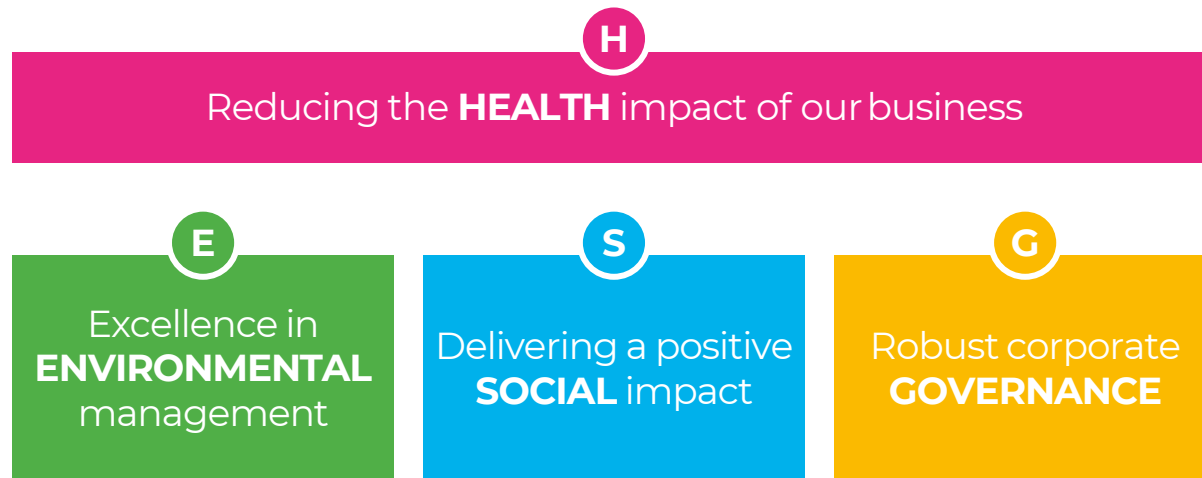 H
Reducing the HEALTH impact of our business
E
Excellence in
ENVIRONMENTAL
management
S
Delivering a positive
SOCIAL impact
G
Robust corporate
GOVERNANCE